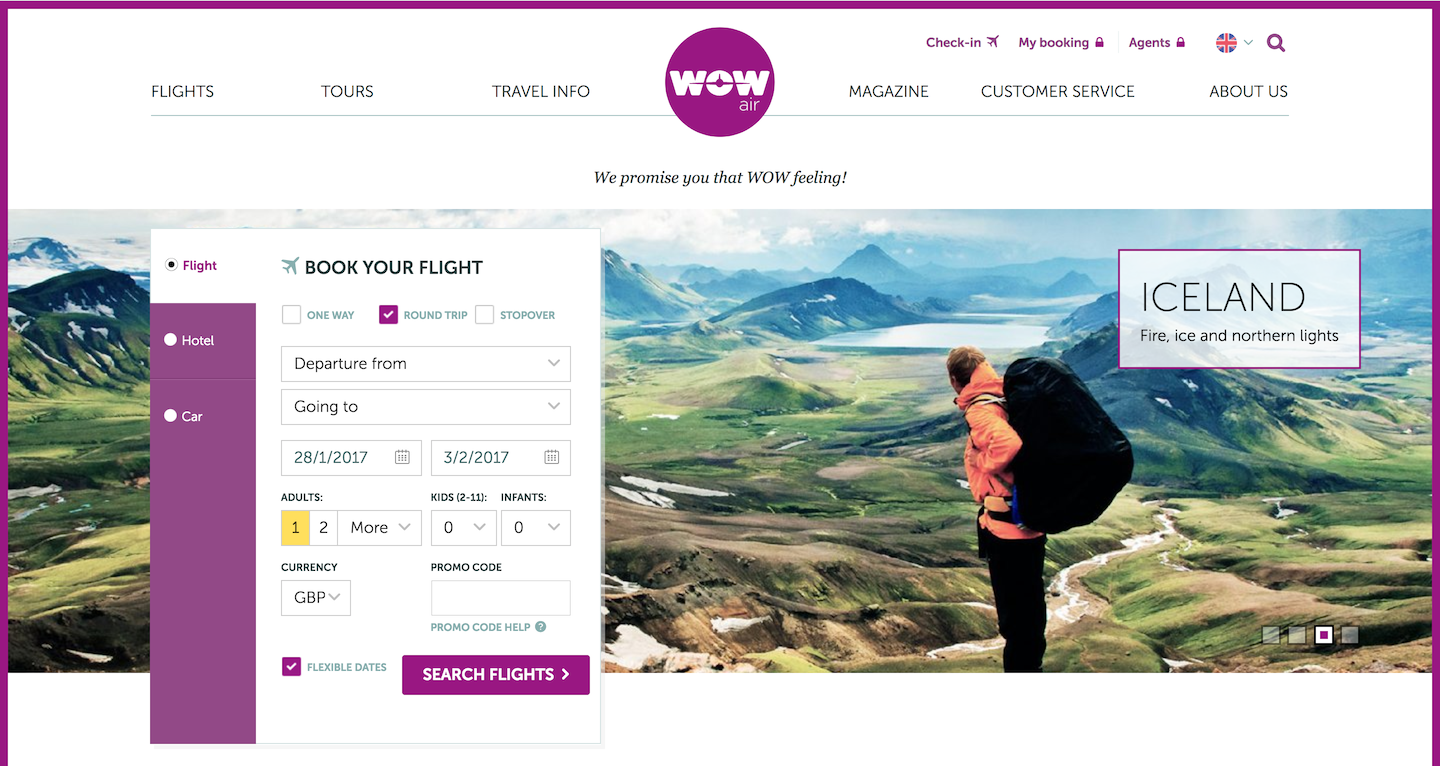 Check-in
My booking
Agents
FLIGHTS
TOURS
TRAVEL INFO
WOW
air
MAGAZINE
CUSTOMER SERVICE
ABOUT US
We promise you that WOW feeling!
Flight
Hotel
Car
BOOK YOUR FLIGHT
ONE WAY
ROUND TRIP
STOPOVER
Departure from
Going to
28/1/2017
3/2/2017
ADULTS:
KIDS (2-11):
INFANTS:
1
2
More
0
0
CURRENCY
PROMO CODE
GBP
PROMO CODE HELP ?
FLEXIBLE DATES
SEARCH FLIGHTS
ICELAND
Fire, ice and northern lights